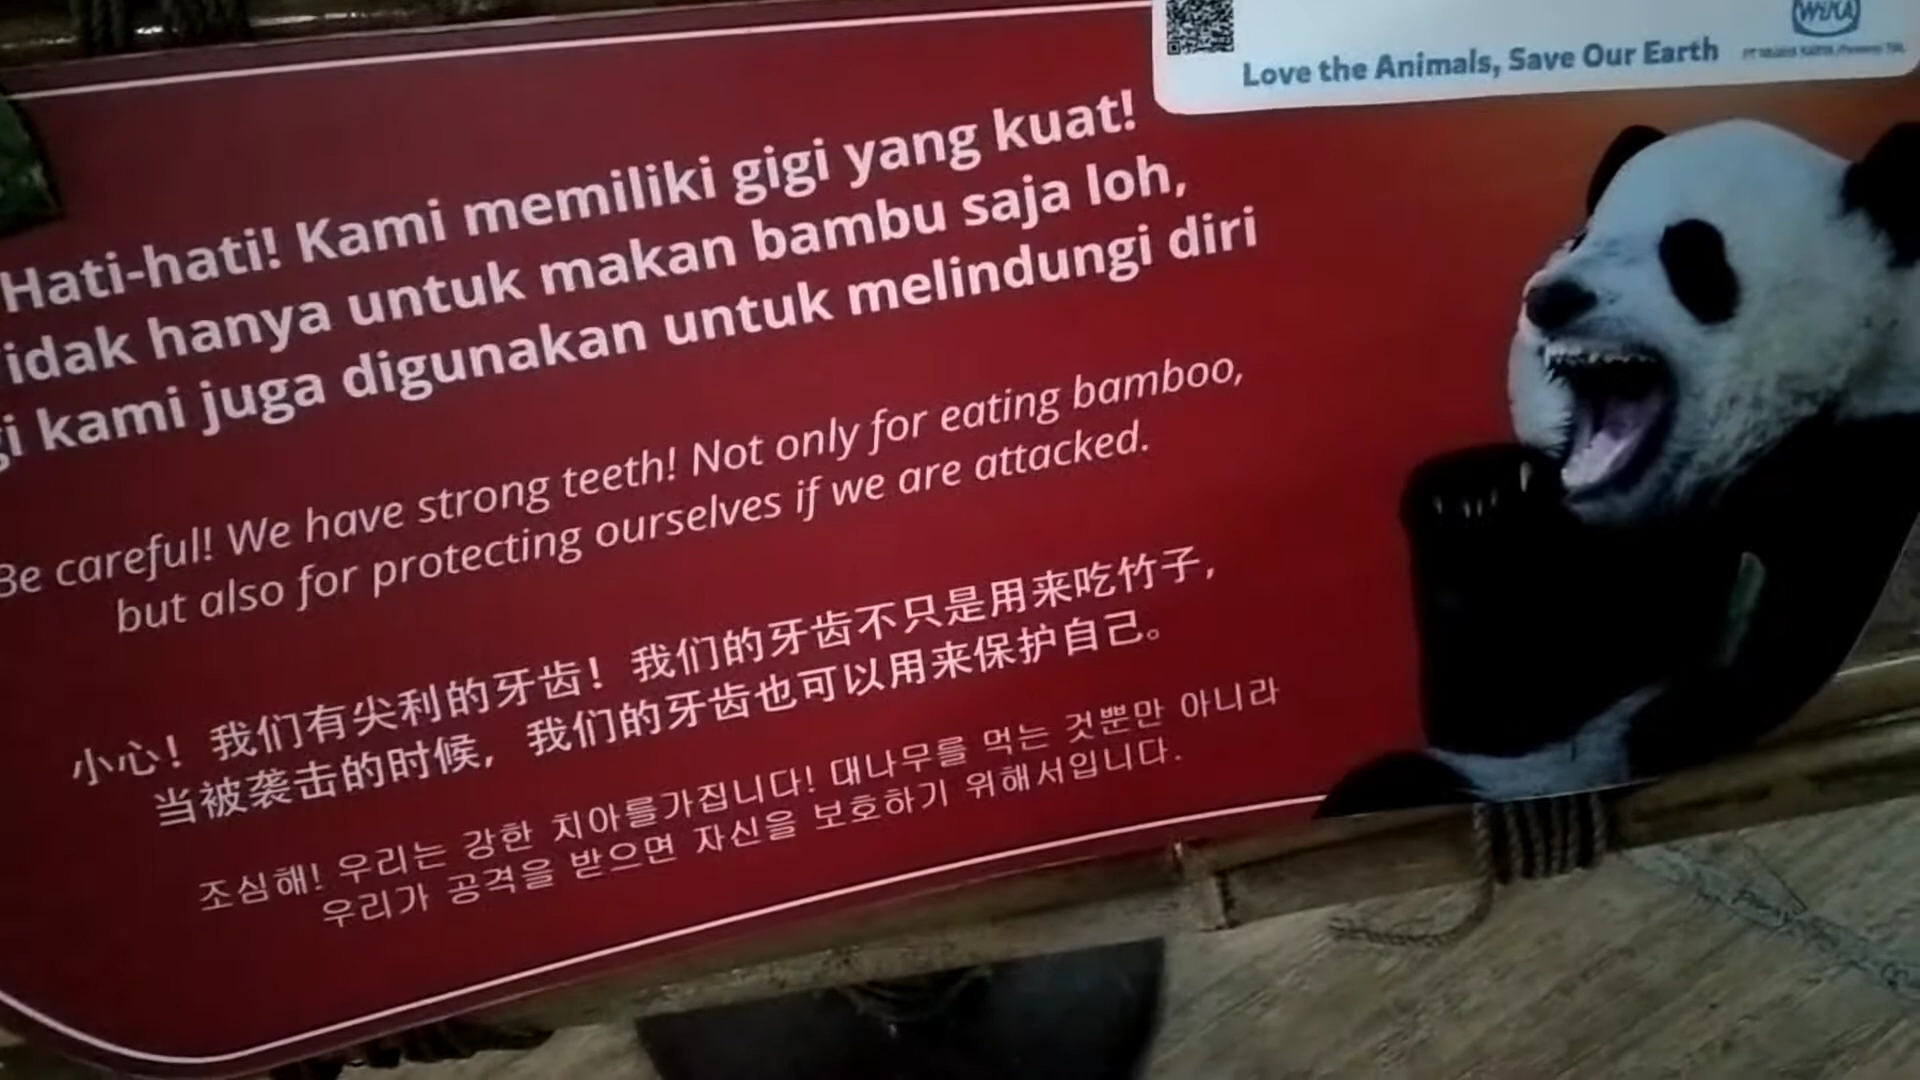 Love the Animals, Save Our Earth
WIKA
Hati-hati! Kami memiliki gigi yang kuat!
idak hanya untuk makan bambu saja loh,
gi kami juga digunakan untuk melindungi diri
Be careful! We have strong teeth! Not only for eating bamboo,
but also for protecting ourselves if we are attacked.
小心！我们有尖利的牙齿！我们的牙齿不只是用来吃竹子，
当被袭击的时候，我们的牙齿也可以用来保护自己。
조심해! 우리는 강한 치아를가집니다! 대나무를 먹는 것뿐만 아니라
우리가 공격을 받으면 자신을 보호하기 위해서입니다.